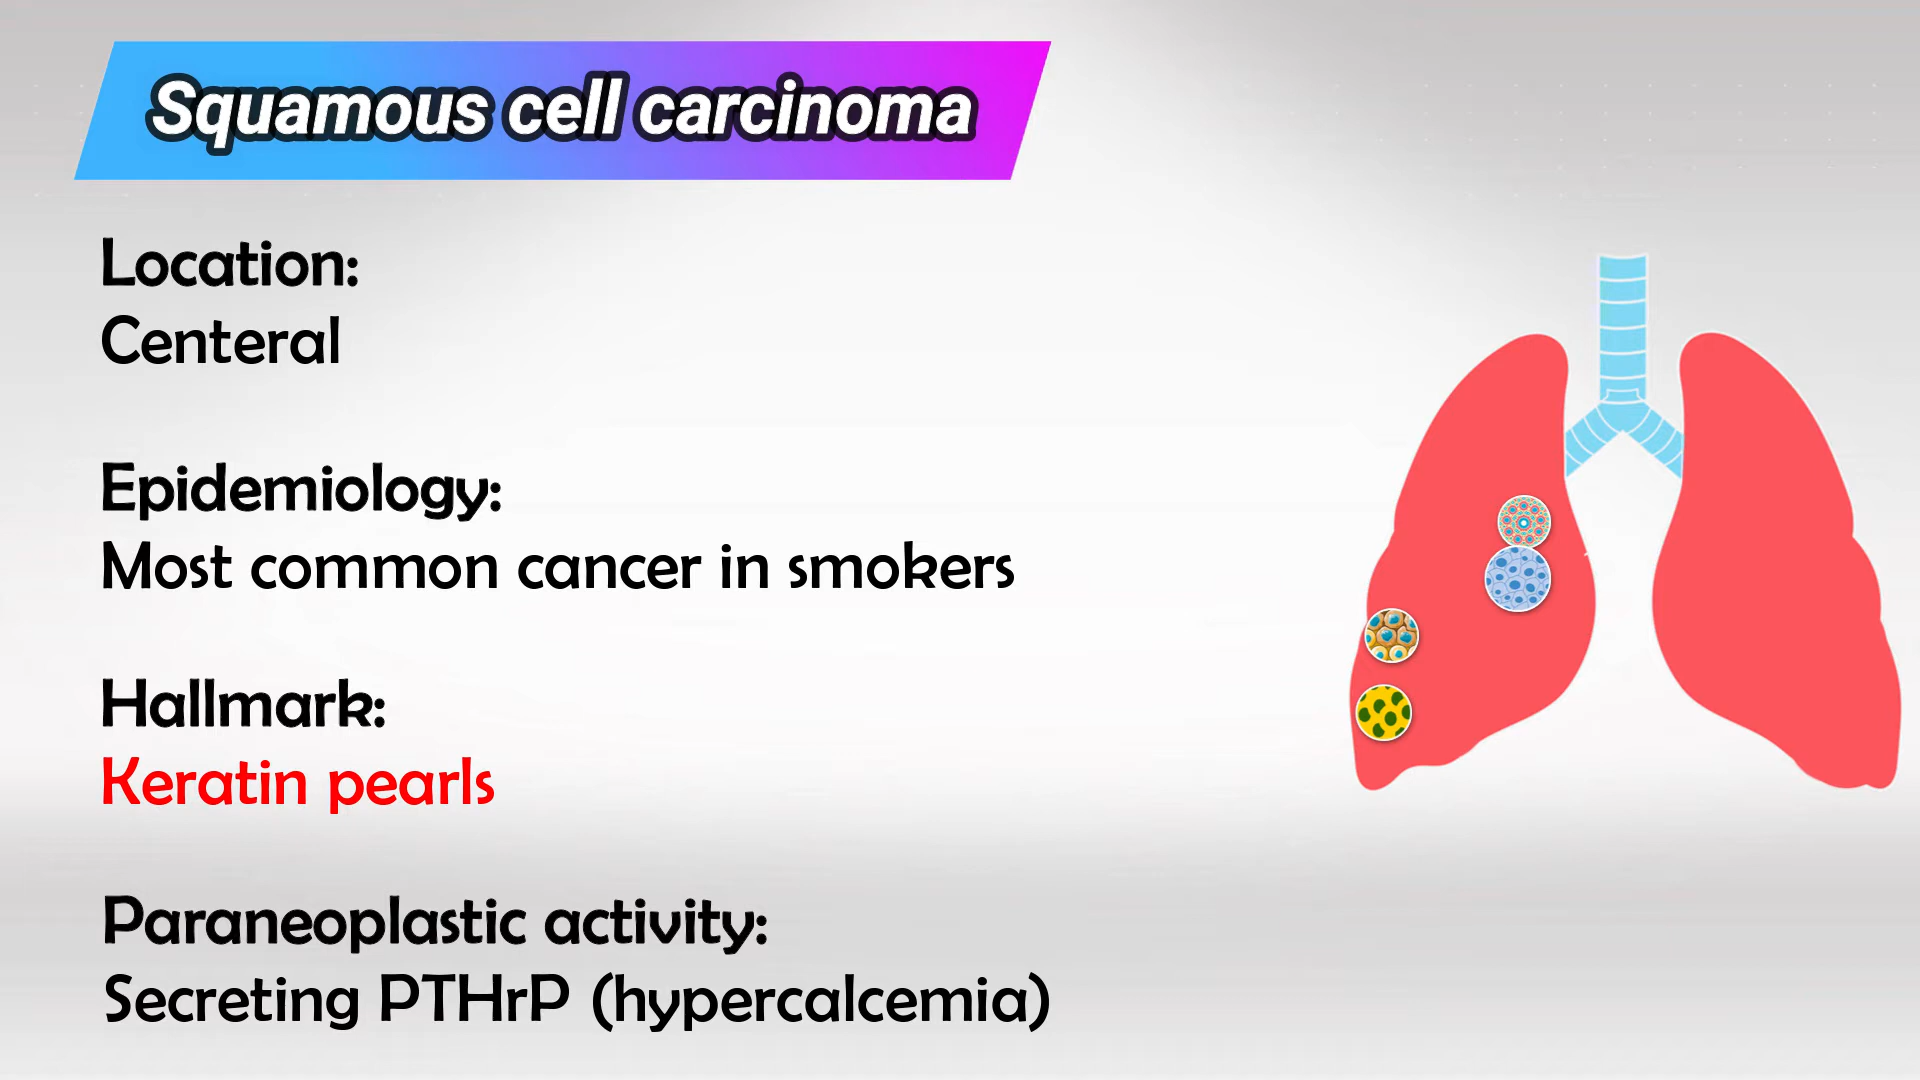 Squamous cell carcinoma
Location:
Centeral
Epidemiology:
Most common cancer in smokers
Hallmark:
Keratin pearls
Paraneoplastic activity:
Secreting PTHrP (hypercalcemia)